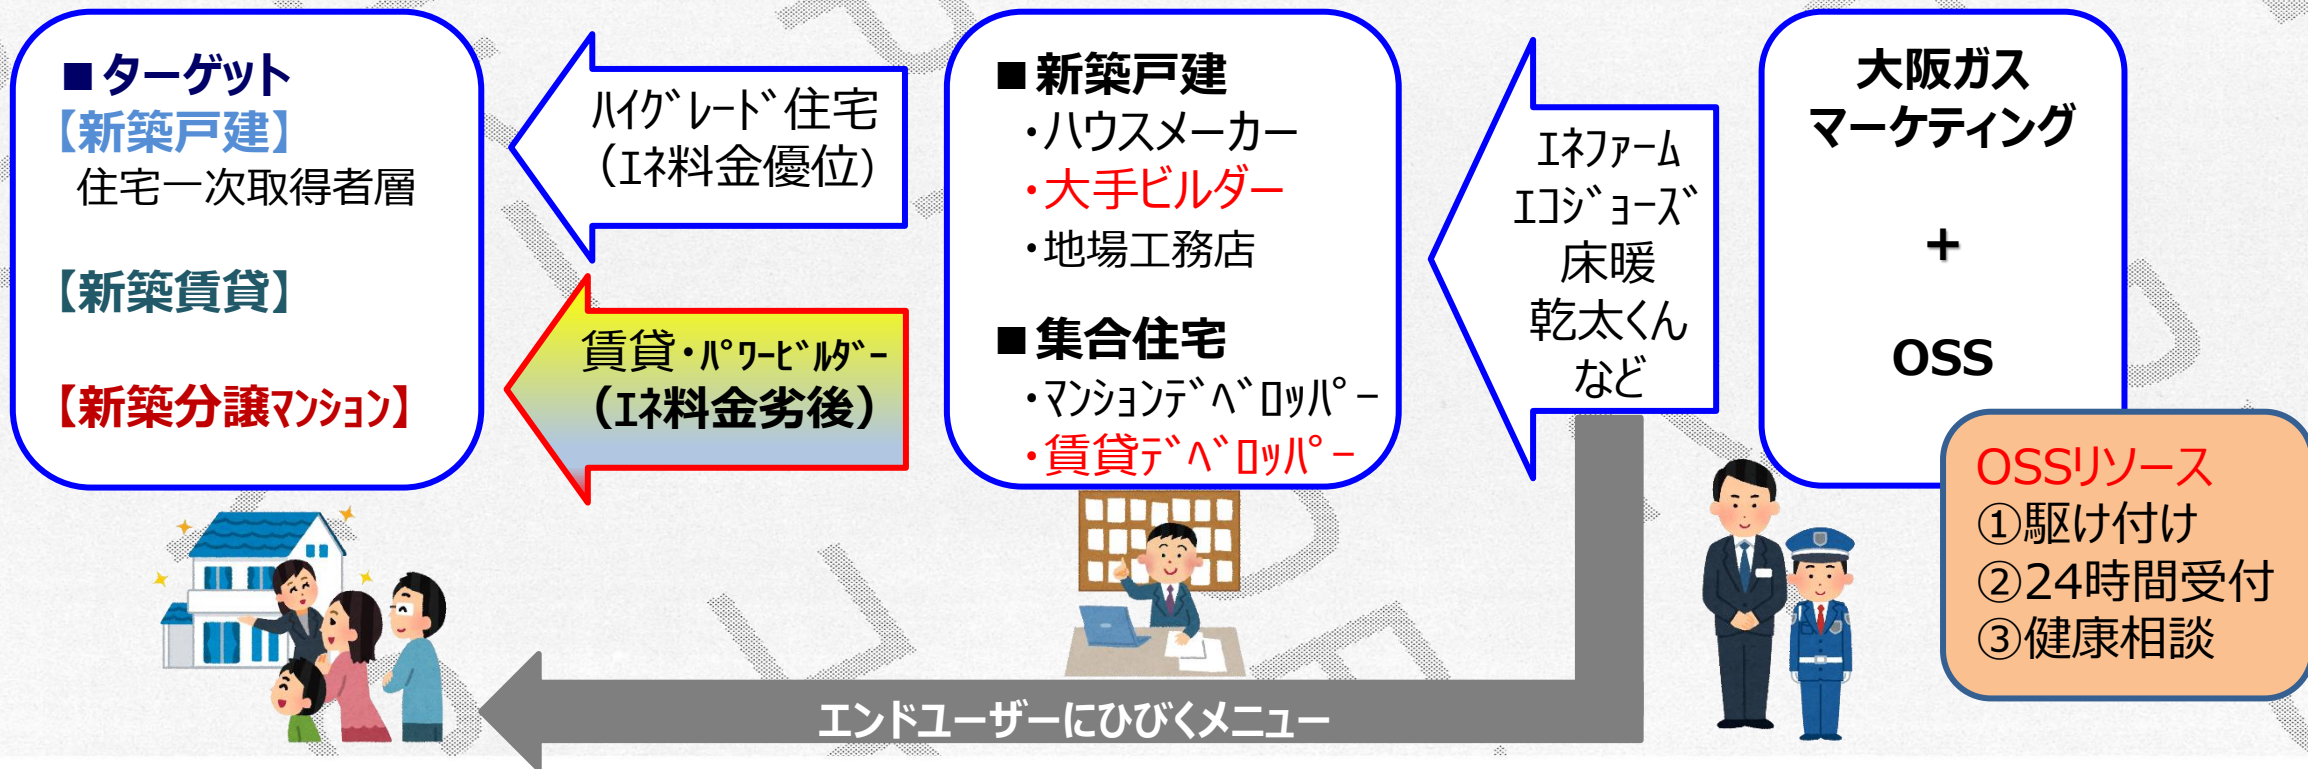 ■ターゲット
【新築戸建】
住宅一次取得者層
【新築賃貸】
【新築分譲ﾏﾝｼｮﾝ】
ﾊｲｸﾞﾚｰﾄﾞ住宅
(ｴﾈ料金優位)
賃貸・ﾊﾟﾜｰﾋﾞﾙﾀﾞｰ
(ｴﾈ料金劣後)
■新築戸建
・ハウスメーカー
・大手ビルダー
・地場工務店
■集合住宅
・ﾏﾝｼｮﾝﾃﾞﾍﾞﾛｯﾊﾟｰ
・賃貸ﾃﾞﾍﾞﾛｯﾊﾟｰ
ｴﾈﾌｧｰﾑ
ｴｺｼﾞｮｰｽﾞ
床暖
乾太くん
など
大阪ガス
マーケティング
+
OSS
OSSリソース
①駆け付け
②24時間受付
③健康相談
エンドユーザーにひびくメニュー